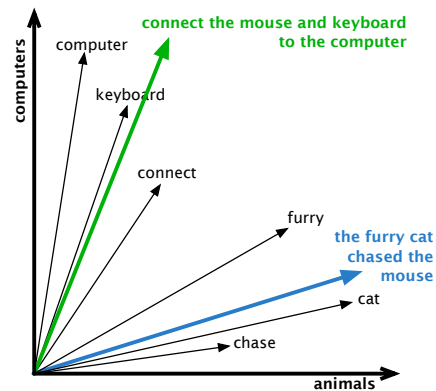 connect the mouse and keyboard
to the computer
computer
keyboard
connect
furry
the furry cat
chased the
mouse
cat
chase
animals
computers